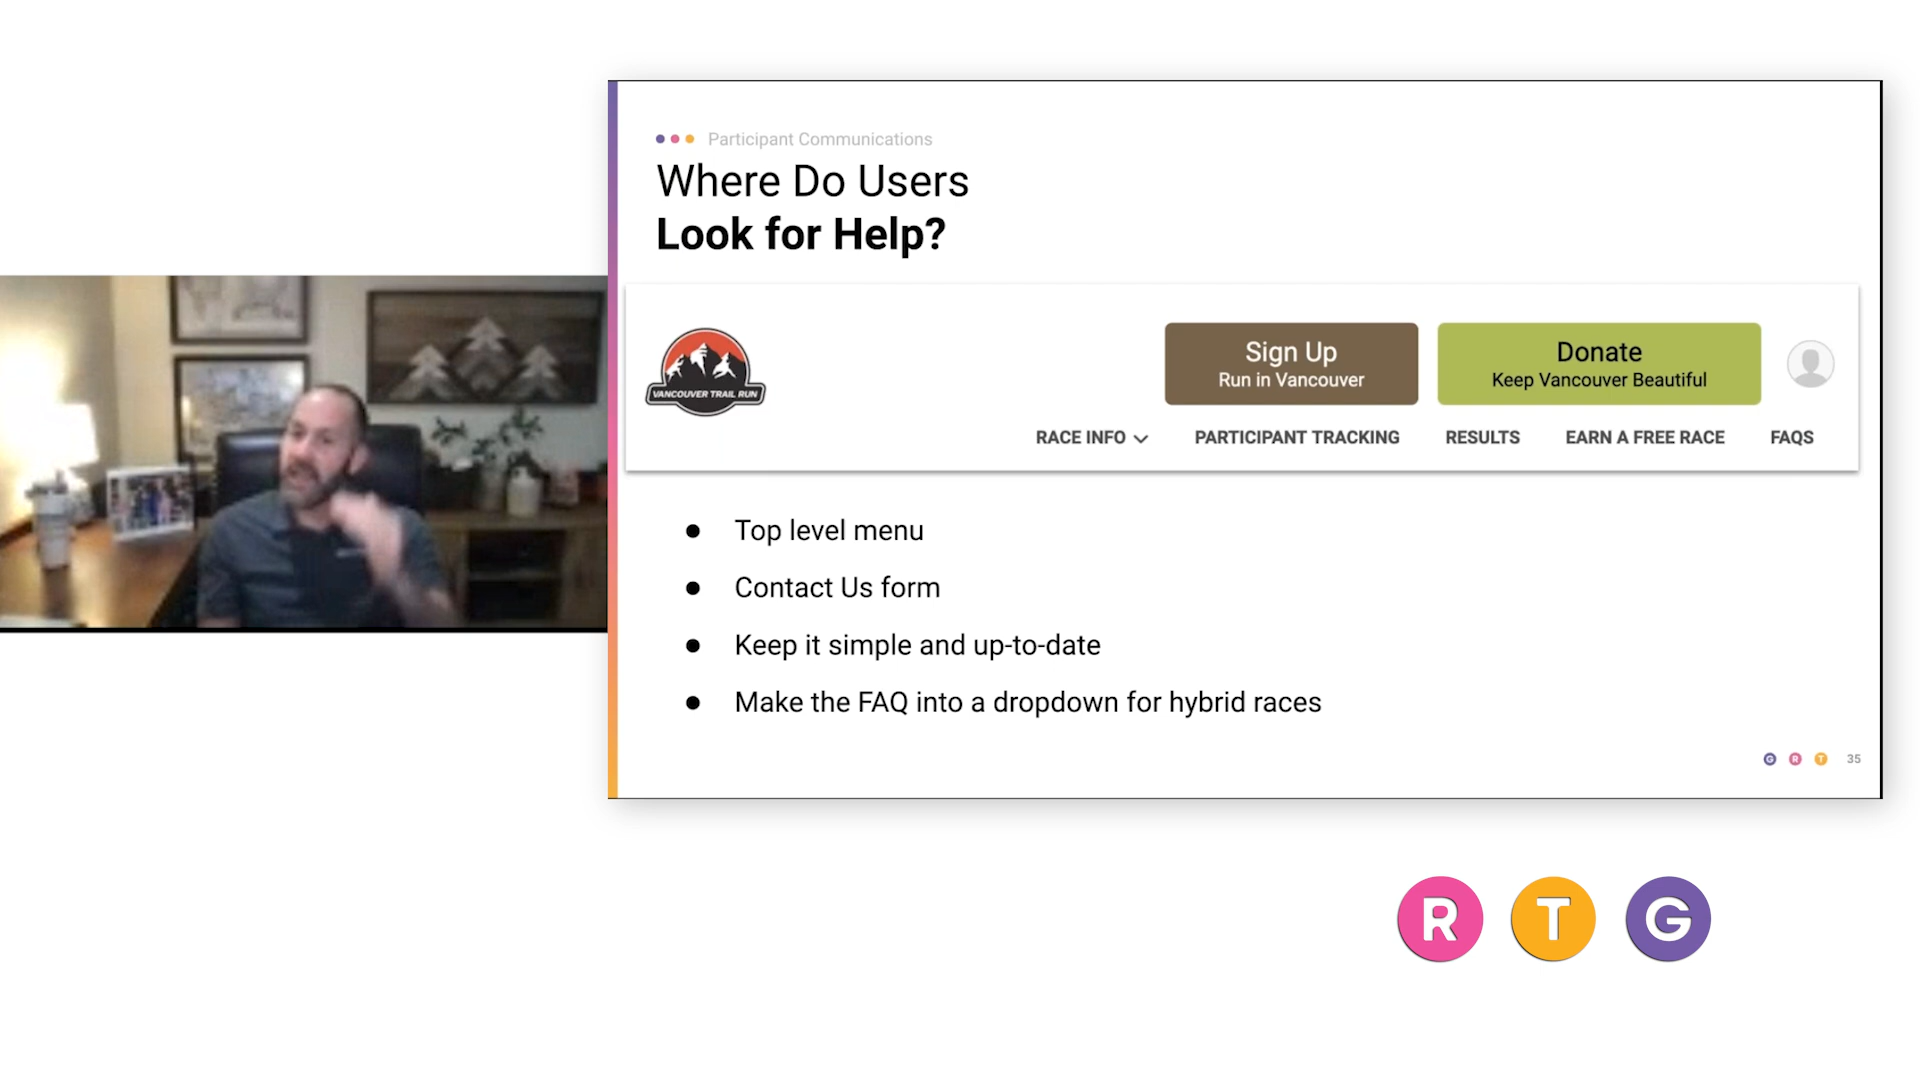 Participant Communications
Where Do Users
Look for Help?
VANCOUVER TRAIL RUN
Sign Up
Run in Vancouver
Donate
Keep Vancouver Beautiful
RACE INFO
PARTICIPANT TRACKING
RESULTS
EARN A FREE RACE
FAQS
● Top level menu
● Contact Us form
● Keep it simple and up-to-date
● Make the FAQ into a dropdown for hybrid races
G R T 35
R T G